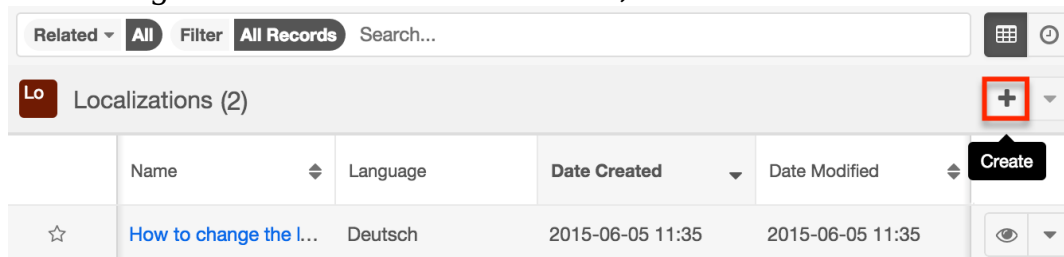 Related All Filter All Records Search...
Lo Localizations (2)
Create
Name Language Date Created Date Modified
How to change the l... Deutsch 2015-06-05 11:35 2015-06-05 11:35